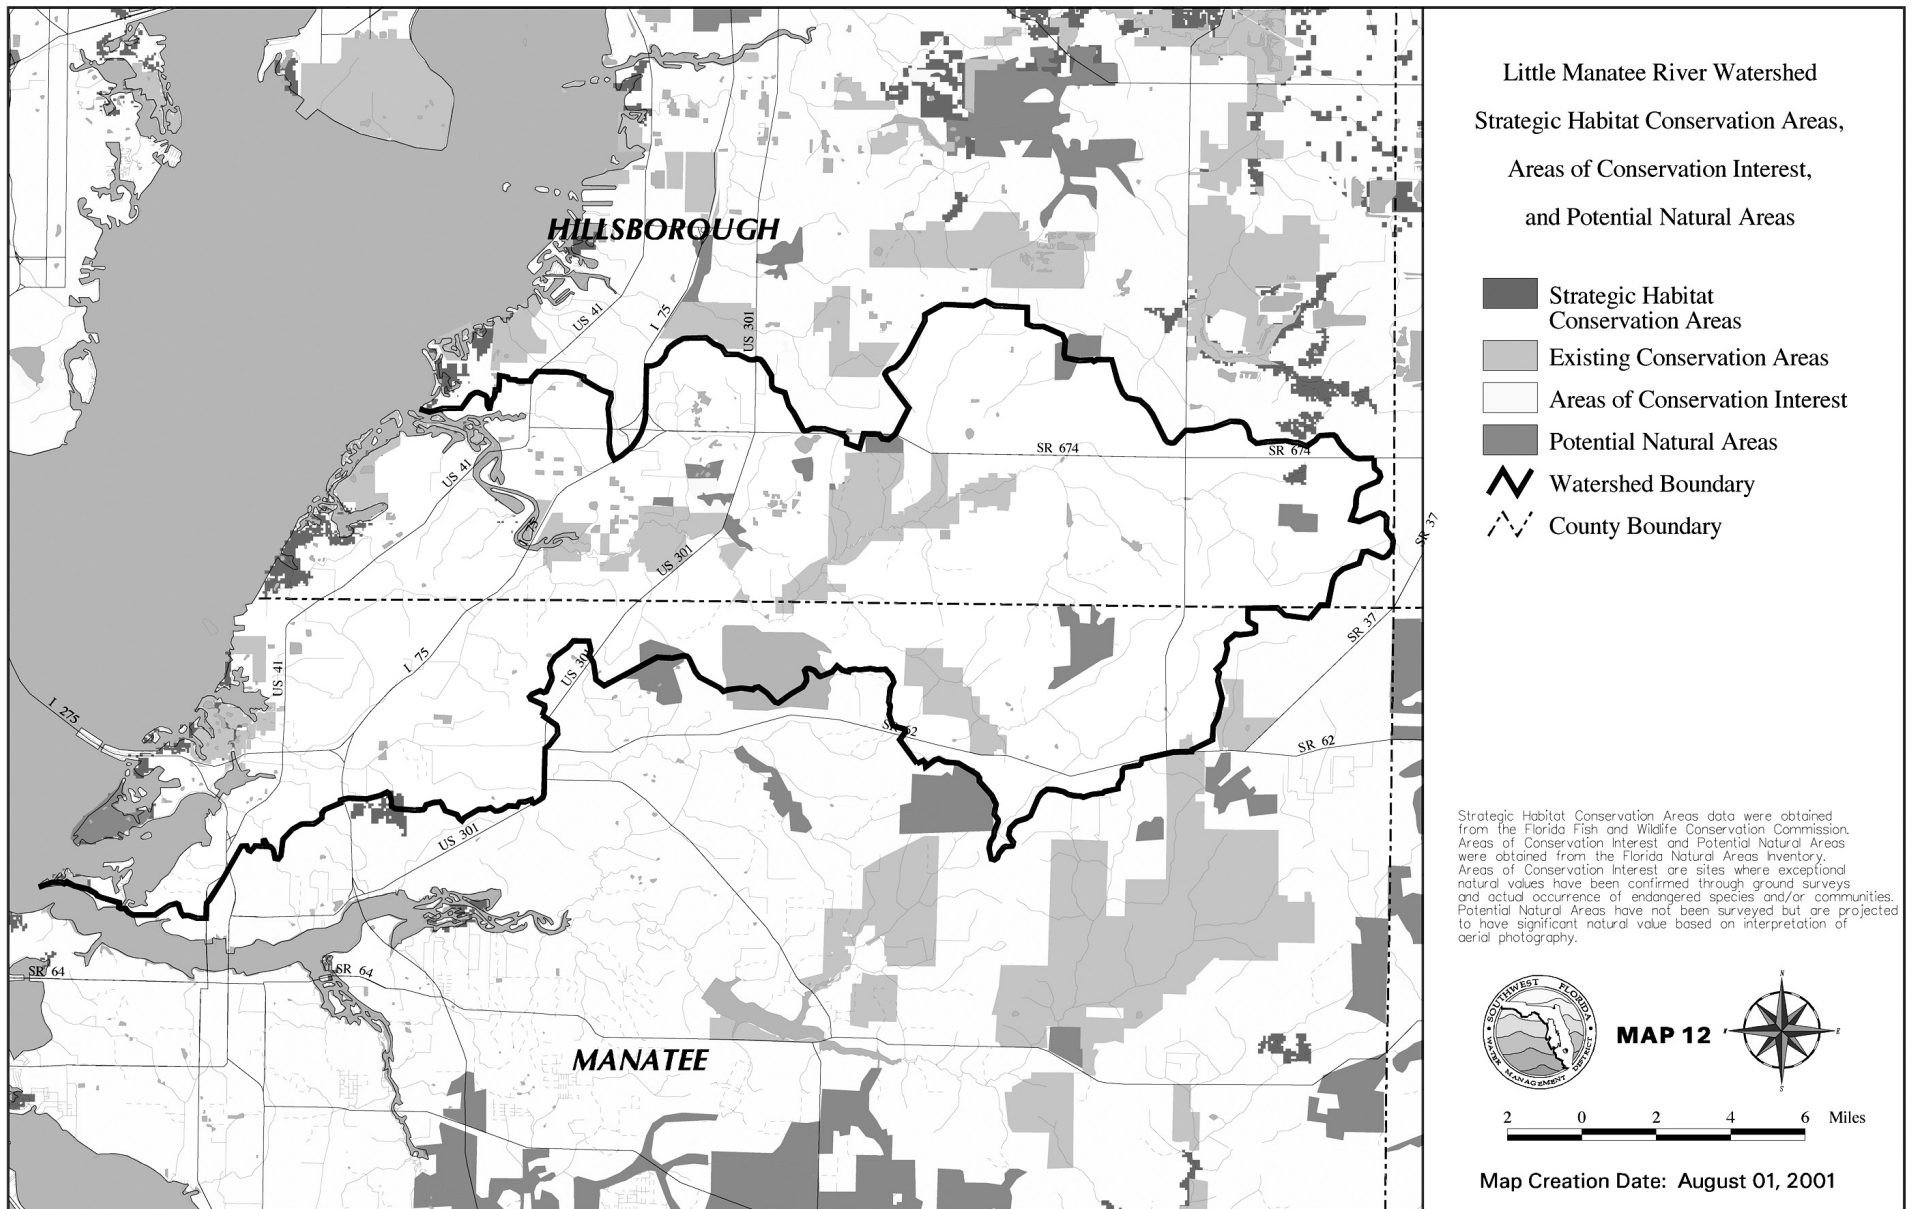 Little Manatee River Watershed
Strategic Habitat Conservation Areas,
Areas of Conservation Interest,
and Potential Natural Areas
Strategic Habitat
Conservation Areas
Existing Conservation Areas
Areas of Conservation Interest
Potential Natural Areas
Watershed Boundary
County Boundary
HILLSBOROUGH
US 41
I 75
US 301
SR 674
SR 674
US 41
I 75
US 301
SR 37
SR 37
US 301
I 75
US 41
I 275
SR 62
SR 62
US 301
SR 64
SR 64
MANATEE
Strategic Habitat Conservation Areas data were obtained
from the Florida Fish and Wildlife Conservation Commission.
Areas of Conservation Interest and Potential Natural Areas
were obtained from the Florida Natural Areas Inventory.
Areas of Conservation Interest are sites where exceptional
natural values have been confirmed through ground surveys
and actual occurrence of endangered species and/or communities.
Potential Natural Areas have not been surveyed but are projected
to have significant natural value based on interpretation of
aerial photography.
SOUTHWEST FLORIDA
WATER MANAGEMENT DISTRICT
MAP 12
N
W
E
S
2 0 2 4 6 Miles
Map Creation Date: August 01, 2001